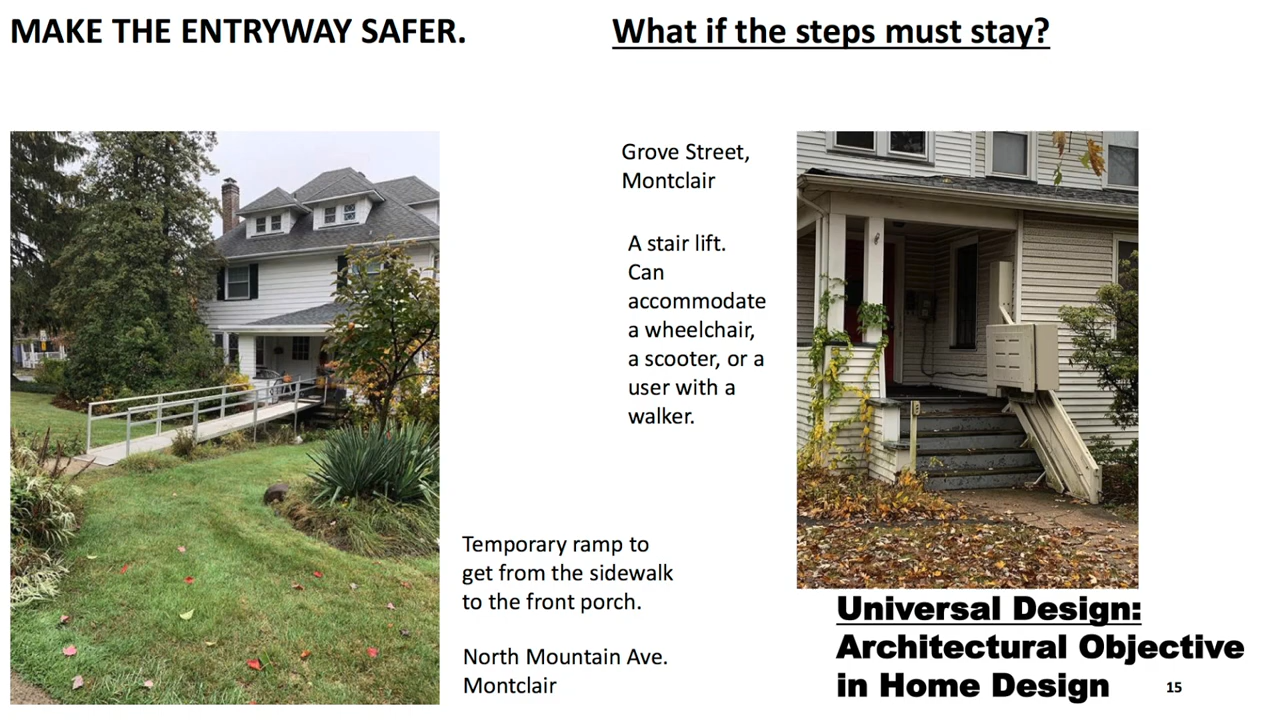 MAKE THE ENTRYWAY SAFER.
What if the steps must stay?
Grove Street,
Montclair
A stair lift.
Can
accommodate
a wheelchair,
a scooter, or a
user with a
walker.
Temporary ramp to
get from the sidewalk
to the front porch.
North Mountain Ave.
Montclair
Universal Design:
Architectural Objective
in Home Design
15